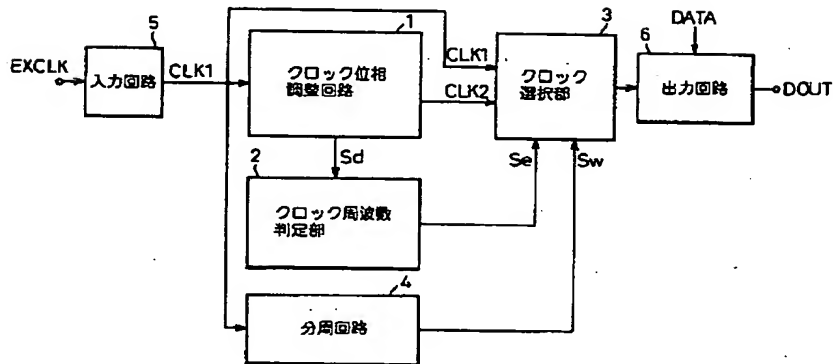 5
EXCLK
入力回路
CLK1
1
クロック位相
調整回路
CLK1
CLK2
3
クロック
選択部
DATA
6
出力回路
DOUT
Sd
2
クロック周波数
判定部
Se
Sw
4
分周回路